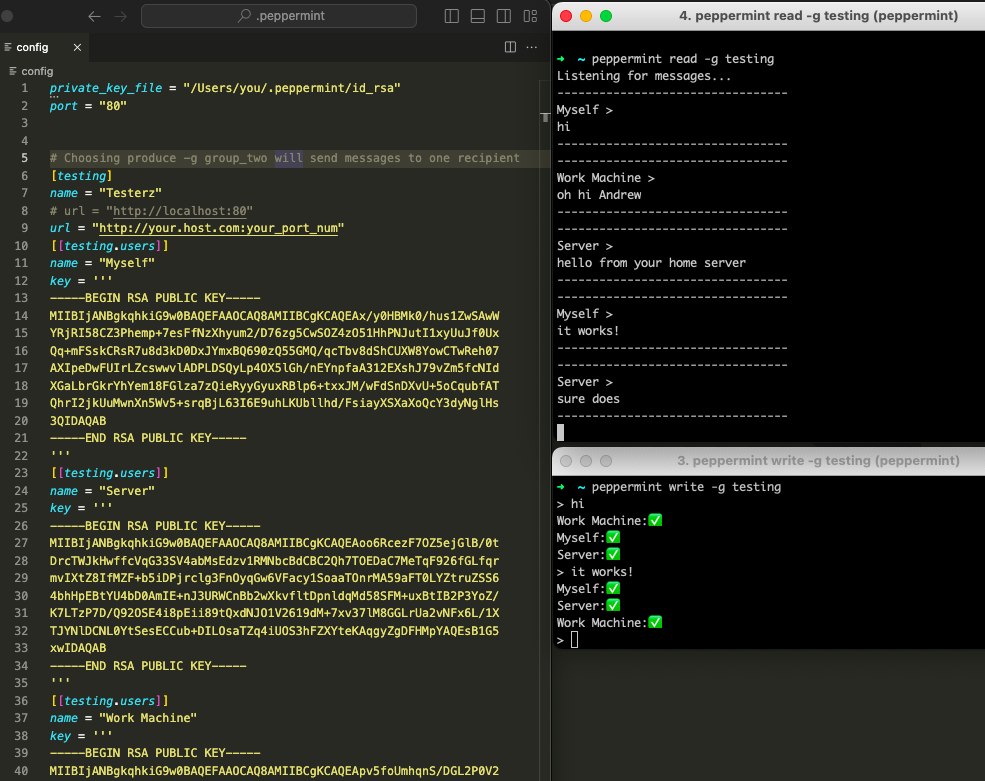 .peppermint
config
config
1 private_key_file = "/Users/you/.peppermint/id_rsa"
2 port = "80"
3
4
5 # Choosing produce -g group_two will send messages to one recipient
6 [testing]
7 name = "Testerz"
8 # url = "http://localhost:80"
9 url = "http://your.host.com:your_port_num"
10 [[testing.users]]
11 name = "Myself"
12 key = '''
13 -----BEGIN RSA PUBLIC KEY-----
14 MIIBIjANBgkqhkiG9w0BAQEFAAOCAQ8AMIIBCgKCAQEAx/y0HBMk0/hus1ZwSAwW
15 YRjRI58CZ3Phemp+7esFfNzXhyum2/D76zg5CwSOZ4zO51HhPNJutI1xyUuJf0Ux
16 Qq+mFSskCRsR7u8d3kD0DxJYmxBQ690zQ55GMQ/qcTbv8dShCUXW8YowCTwReh07
17 AXIpeDwFUIrLZcswwvlADPLDSQyLp4OX5lGh/nEYnpfaA312EXshJ79vZm5fcNId
18 XGaLbrGkrYhYem18FGlza7zQieRyyGyuxRBlp6+txxJM/wFdSnDXvU+5oCqubfAT
19 QhrI2jkUuMwnXn5Wv5+srqBjL63I6E9uhLKUbllhd/FsiayXSXaXoQcY3dyNglHs
20 3QIDAQAB
21 -----END RSA PUBLIC KEY-----
22 '''
23 [[testing.users]]
24 name = "Server"
25 key = '''
26 -----BEGIN RSA PUBLIC KEY-----
27 MIIBIjANBgkqhkiG9w0BAQEFAAOCAQ8AMIIBCgKCAQEAoo6RcezF7OZ5ejGlB/0t
28 DrcTWJkHwffcVqG33SV4abMsEdzv1RMNbcBdCBC2Qh7TOEDaC7MeTqF926fGLfqr
29 mvIXtZ8IfMZF+b5iDPjrclg3FnOyqGw6VFacy1SoaaTOnrMA59aFT0LYZtruZSS6
30 4bhHpEBtYU4bD0AmIE+nJ3URWCnBb2wXkvfltDpnldqMd58SFM+uxBtIB2P3YoZ/
31 K7LTzP7D/Q92OSE4i8pEii89tQxdNJO1V2619dM+7xv37lM8GGLrUa2vNFx6L/1X
32 TJYNlDCNL0YtSesECCub+DILOsaTZq4iUOS3hFZXYteKAqgyZgDFHMpYAQEsB1G5
33 xwIDAQAB
34 -----END RSA PUBLIC KEY-----
35 '''
36 [[testing.users]]
37 name = "Work Machine"
38 key = '''
39 -----BEGIN RSA PUBLIC KEY-----
40 MIIBIjANBgkqhkiG9w0BAQEFAAOCAQ8AMIIBCgKCAQEApv5foUmhqnS/DGL2P0V2
4. peppermint read -g testing (peppermint)
➜ ~ peppermint read -g testing
Listening for messages...
---------------------------------
Myself >
hi
---------------------------------
---------------------------------
Work Machine >
oh hi Andrew
---------------------------------
---------------------------------
Server >
hello from your home server
---------------------------------
---------------------------------
Myself >
it works!
---------------------------------
---------------------------------
Server >
sure does
---------------------------------
3. peppermint write -g testing (peppermint)
➜ ~ peppermint write -g testing
> hi
Work Machine:✅
Myself:✅
Server:✅
> it works!
Myself:✅
Server:✅
Work Machine:✅
>